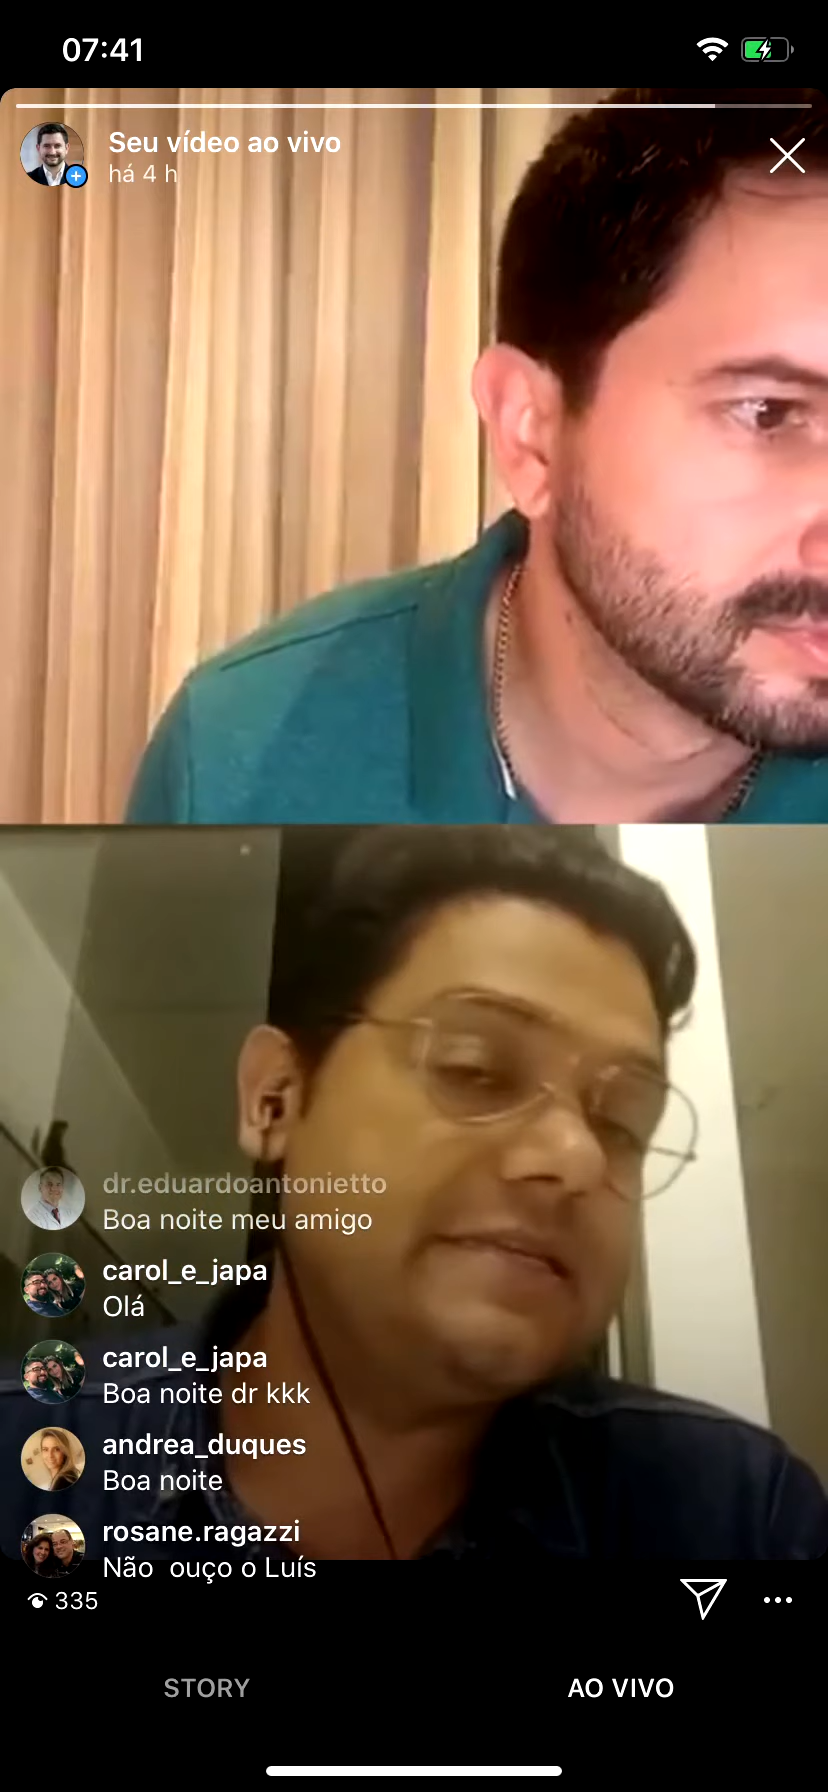 07:41
Seu vídeo ao vivo
há 4 h
dr.eduardoantonietto
Boa noite meu amigo
carol_e_japa
Olá
carol_e_japa
Boa noite dr kkk
andrea_duques
Boa noite
rosane.ragazzi
Não  ouço o Luís
335
STORY
AO VIVO